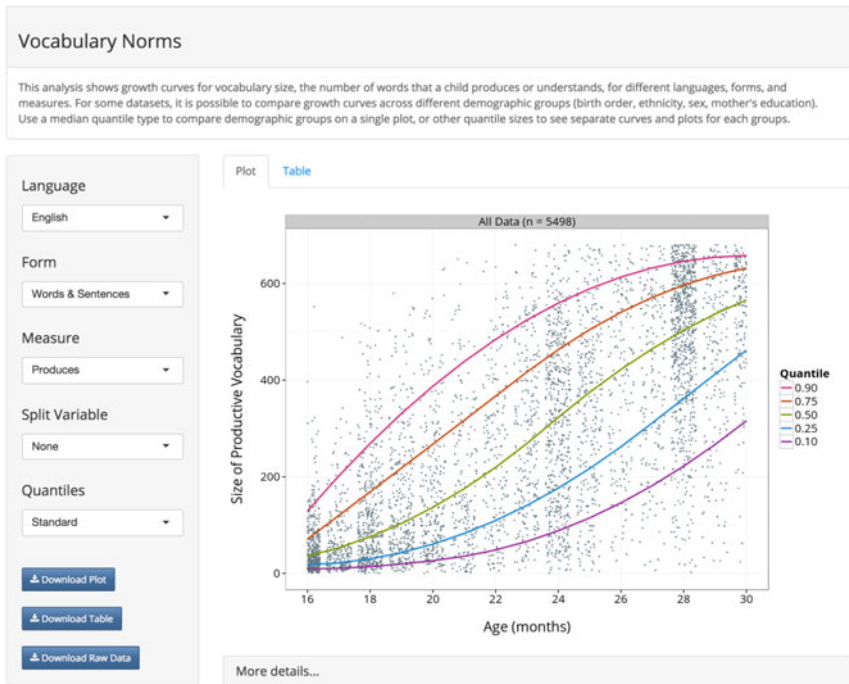 Vocabulary Norms
This analysis shows growth curves for vocabulary size, the number of words that a child produces or understands, for different languages, forms, and
measures. For some datasets, it is possible to compare growth curves across different demographic groups (birth order, ethnicity, sex, mother's education).
Use a median quantile type to compare demographic groups on a single plot, or other quantile sizes to see separate curves and plots for each groups.
Language
English
Form
Words & Sentences
Measure
Produces
Split Variable
None
Quantiles
Standard
Download Plot
Download Table
Download Raw Data
Plot Table
All Data (n = 5498)
Size of Productive Vocabulary
600
400
200
0
16 18 20 22 24 26 28 30
Age (months)
Quantile
0.90
0.75
0.50
0.25
0.10
More details...